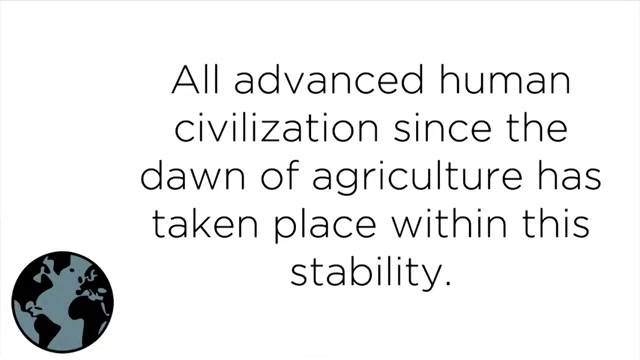 All advanced human
civilization since the
dawn of agriculture has
taken place within this
stability.